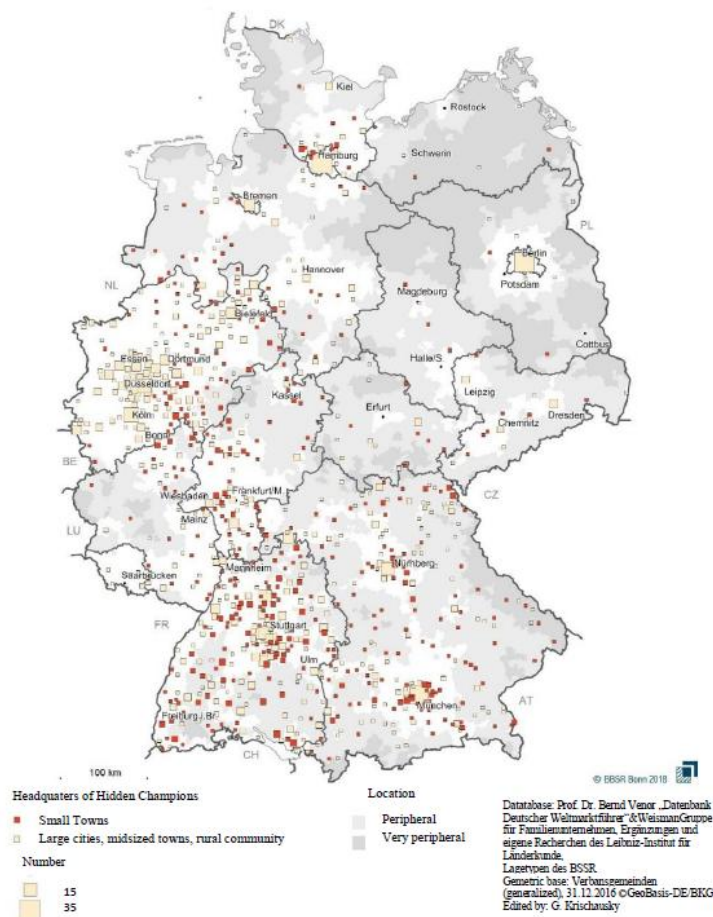 DK
Kiel
Rostock
Hamburg
Schwerin
Bremen
PL
Berlin
Hannover
NL
Potsdam
Magdeburg
Bielefeld
Cottbus
Essen
Dortmund
Halle/S.
Düsseldorf
Leipzig
Kassel
Köln
Erfurt
Dresden
Chemnitz
Bonn
BE
Wiesbaden
Frankfurt/M.
CZ
Mainz
LU
Mannheim
Nürnberg
Saarbrücken
FR
Stuttgart
Ulm
AT
München
Freiburg i.Br.
CH
100 km
© BBSR Bonn 2018
Headquaters of Hidden Champions
Small Towns
Large cities, midsized towns, rural community
Number
15
35
Location
Peripheral
Very peripheral
Datatabase: Prof. Dr. Bernd Venor „Datenbank
Deutscher Weltmarktführer“&WeismanGruppe
für Familienunternehmen, Ergänzungen und
eigene Recherchen des Leibniz-Institut für
Länderkunde,
Lagetypen des BSSR
Gemetric base: Verbansgemeinden
(generalized), 31.12.2016 ©GeoBasis-DE/BKG
Edited by: G. Krischausky